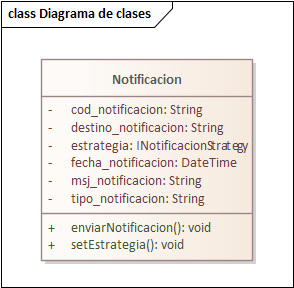 class Diagrama de clases
Notificacion
- cod_notificacion: String
- destino_notificacion: String
- estrategia: INotificacionStrategy
- fecha_notificacion: DateTime
- msj_notificacion: String
- tipo_notificacion: String
+ enviarNotificacion(): void
+ setEstrategia(): void